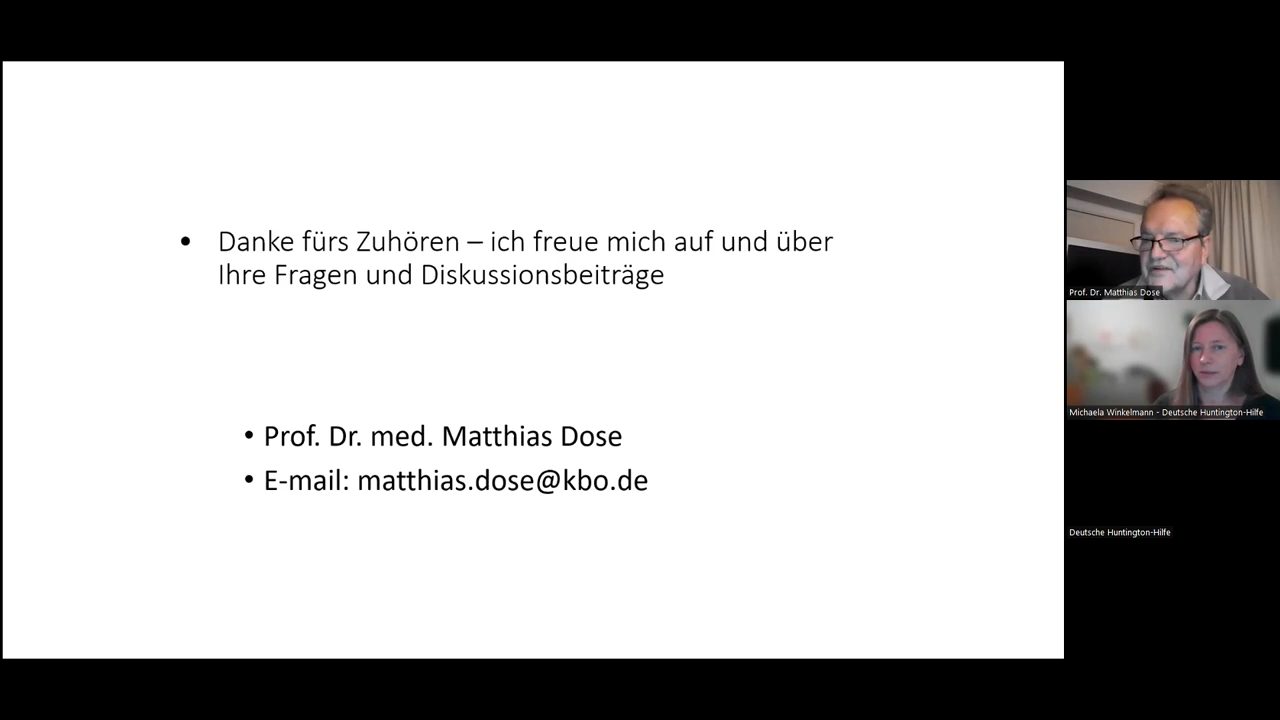 • Danke fürs Zuhören – ich freue mich auf und über
Ihre Fragen und Diskussionsbeiträge
• Prof. Dr. med. Matthias Dose
• E-mail: matthias.dose@kbo.de
Prof. Dr. Matthias Dose
Michaela Winkelmann - Deutsche Huntington-Hilfe
Deutsche Huntington-Hilfe